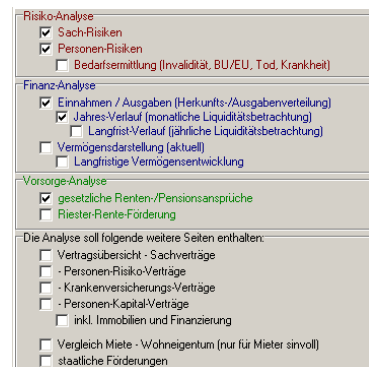 Risiko-Analyse
Sach-Risiken
Personen-Risiken
Bedarfsermittlung (Invalidität, BU/EU, Tod, Krankheit)
Finanz-Analyse
Einnahmen / Ausgaben (Herkunfts-/Ausgabenverteilung)
Jahres-Verlauf (monatliche Liquiditätsbetrachtung)
Langfrist-Verlauf (jährliche Liquiditätsbetrachtung)
Vermögensdarstellung (aktuell)
Langfristige Vermögensentwicklung
Vorsorge-Analyse
gesetzliche Renten-/Pensionsansprüche
Riester-Rente-Förderung
Die Analyse soll folgende weitere Seiten enthalten:
Vertragsübersicht - Sachverträge
- Personen-Risiko-Verträge
- Krankenversicherungs-Verträge
- Personen-Kapital-Verträge
inkl. Immobilien und Finanzierung
Vergleich Miete - Wohneigentum (nur für Mieter sinvoll)
staatliche Förderungen